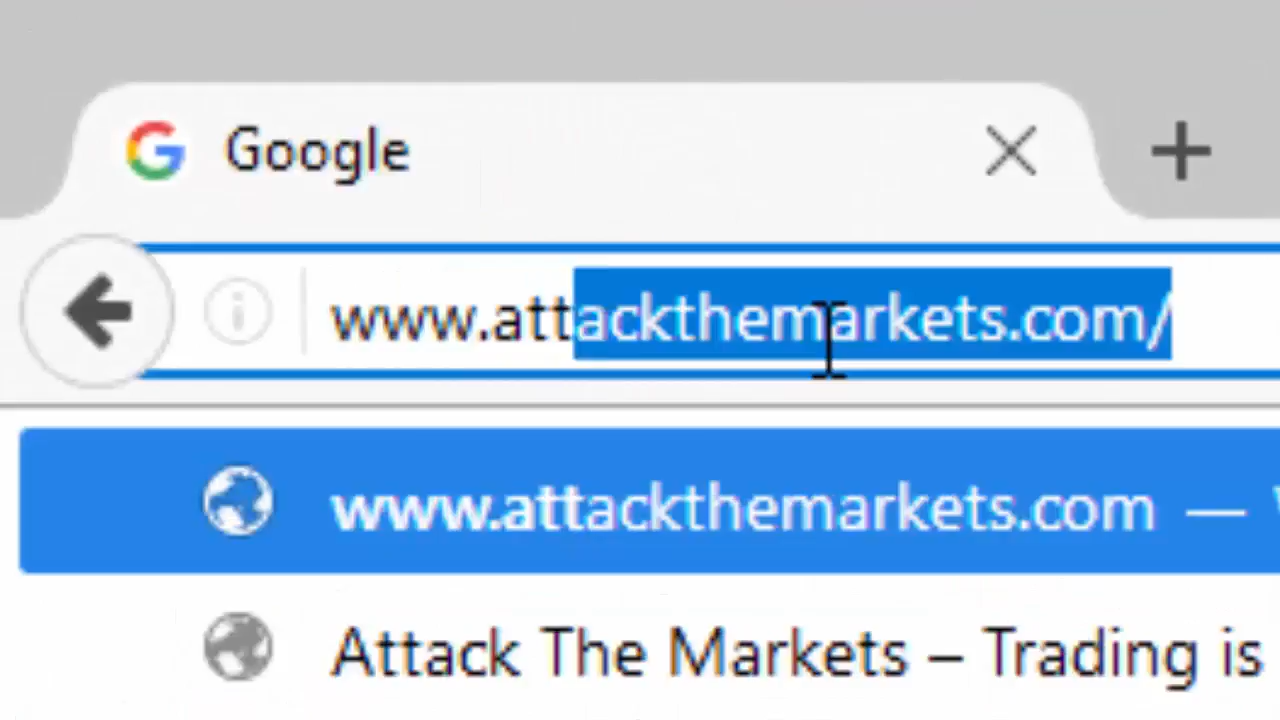 Google
www.attackthemarkets.com/
www.attackthemarkets.com —
Attack The Markets – Trading is